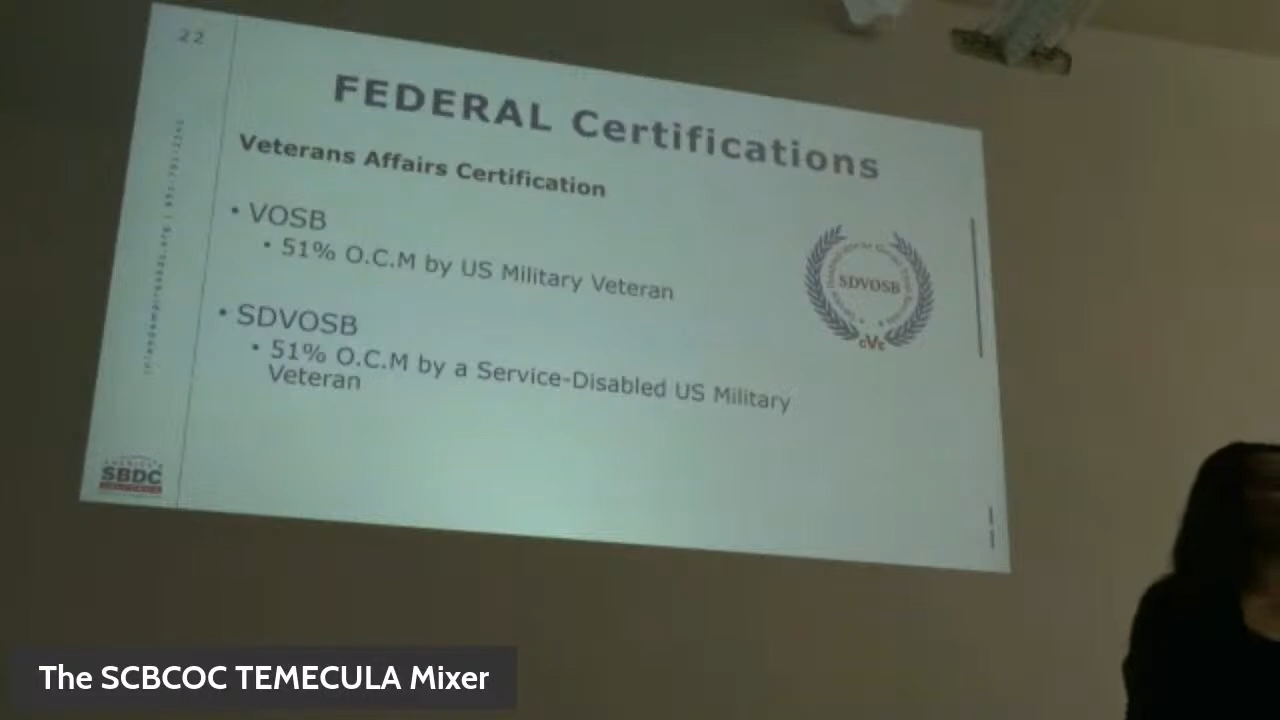 22
FEDERAL Certifications
Veterans Affairs Certification
• VOSB
• 51% O.C.M by US Military Veteran
• SDVOSB
• 51% O.C.M by a Service-Disabled US Military
Veteran
SDVOSB
cVe
SBDC
The SCBCOC TEMECULA Mixer